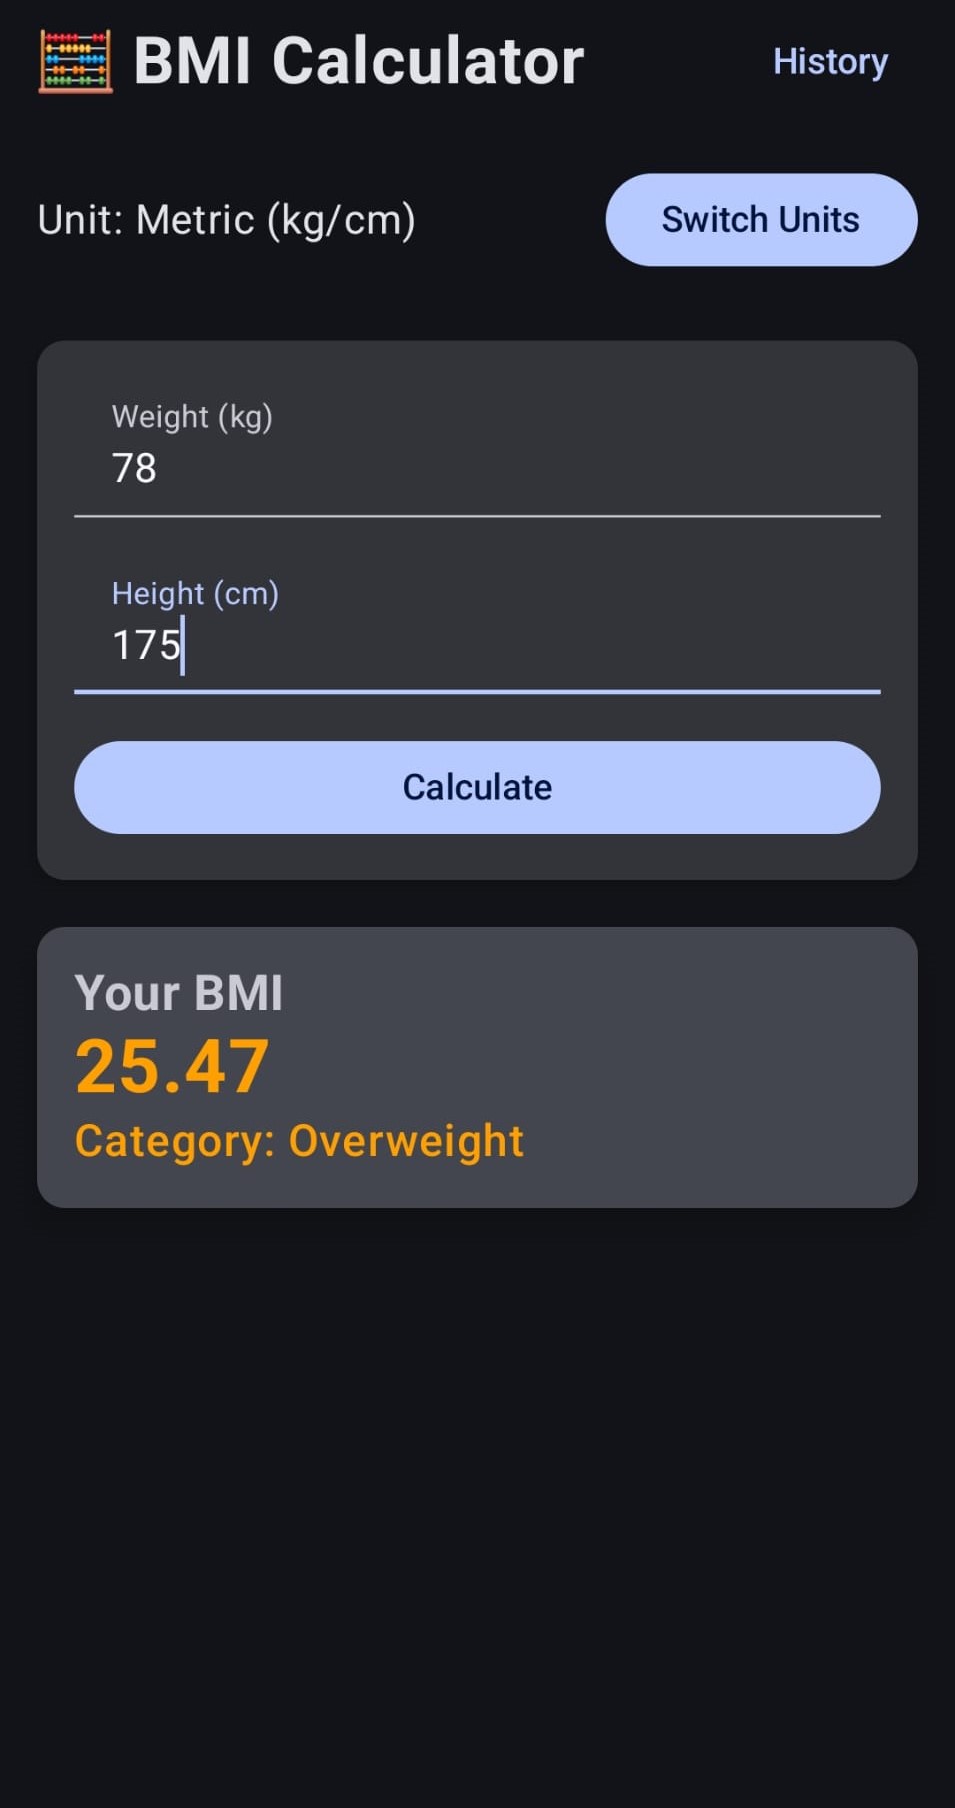 BMI Calculator
History
Unit: Metric (kg/cm)
Switch Units
Weight (kg)
78
Height (cm)
175
Calculate
Your BMI
25.47
Category: Overweight